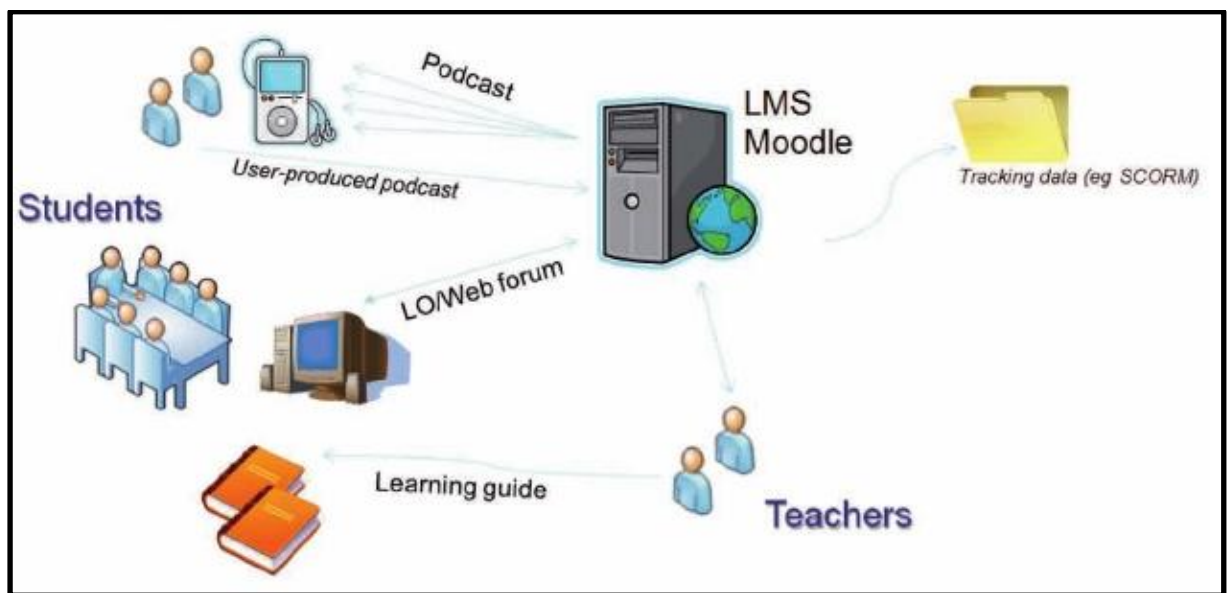 Podcast
LMS
Moodle
Tracking data (eg SCORM)
User-produced podcast
Students
LO/Web forum
Learning guide
Teachers